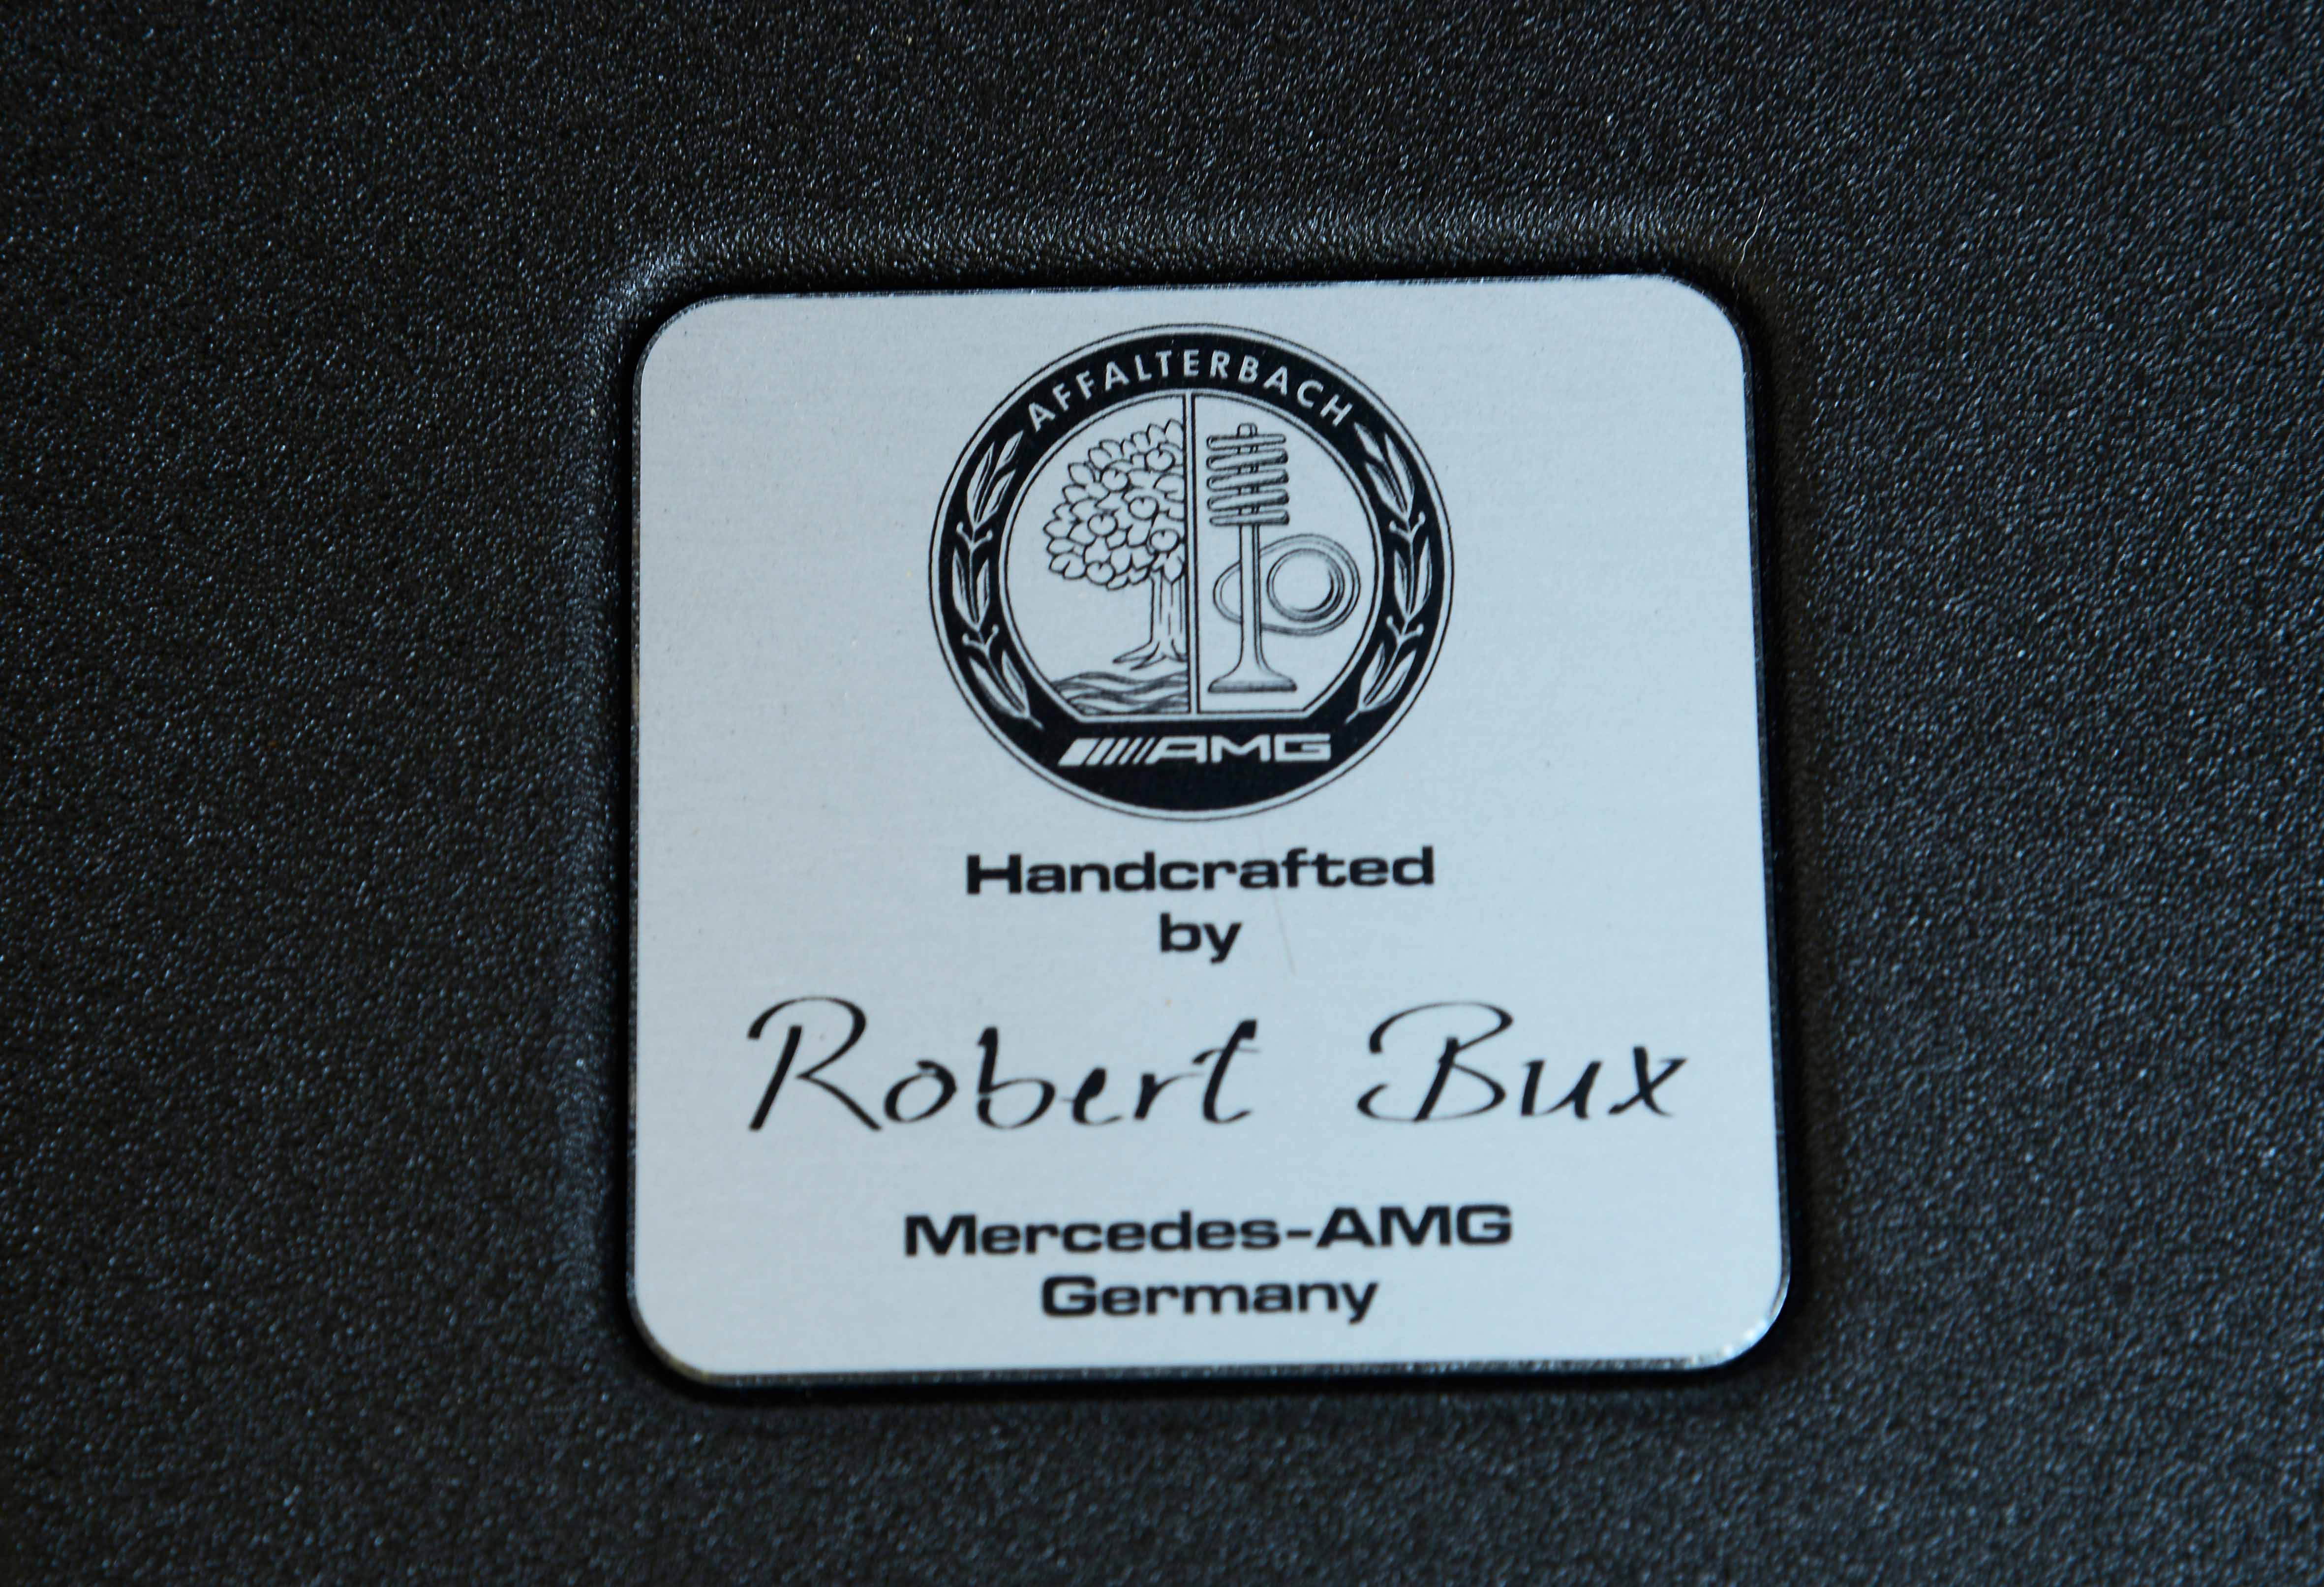 AFFALTERBACH
AMG
Handcrafted
by
Robert Bux
Mercedes-AMG
Germany